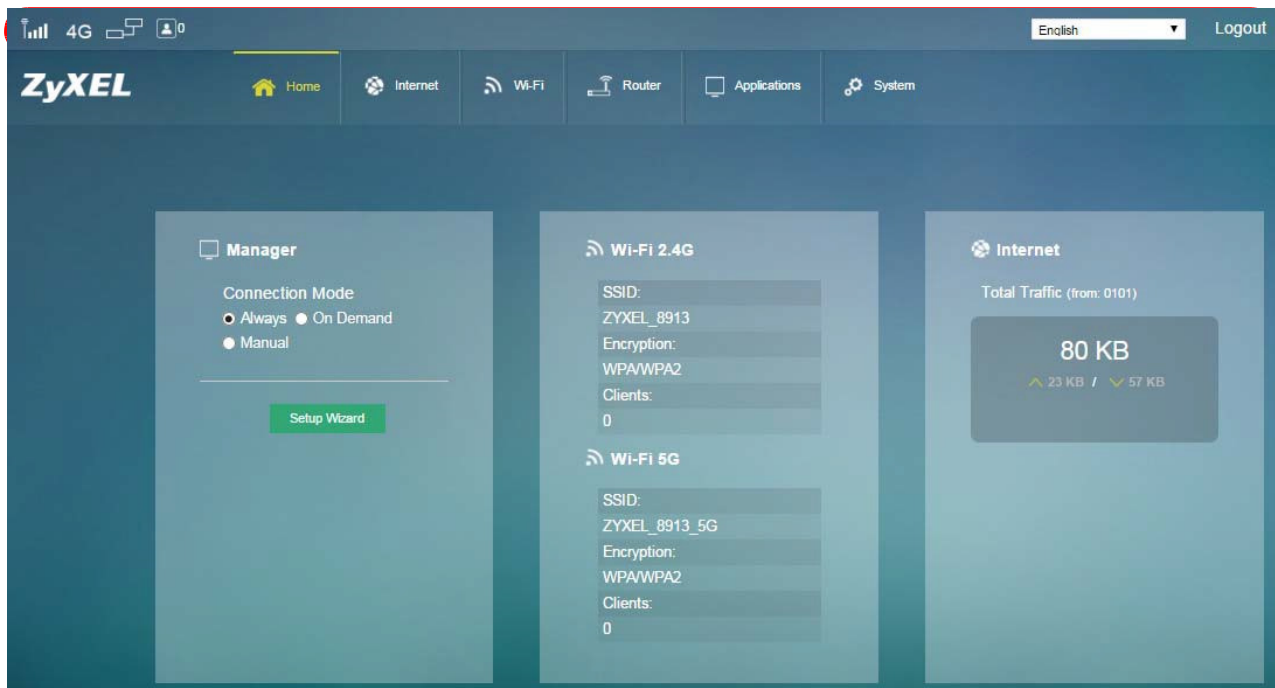 4G 0 English Logout
ZyXEL Home Internet Wi-Fi Router Applications System
Manager
Connection Mode
Always On Demand
Manual
Setup Wizard
Wi-Fi 2.4G
SSID:
ZYXEL_8913
Encryption:
WPA/WPA2
Clients:
0
Wi-Fi 5G
SSID:
ZYXEL_8913_5G
Encryption:
WPA/WPA2
Clients:
0
Internet
Total Traffic (from: 0101)
80 KB
23 KB / 57 KB